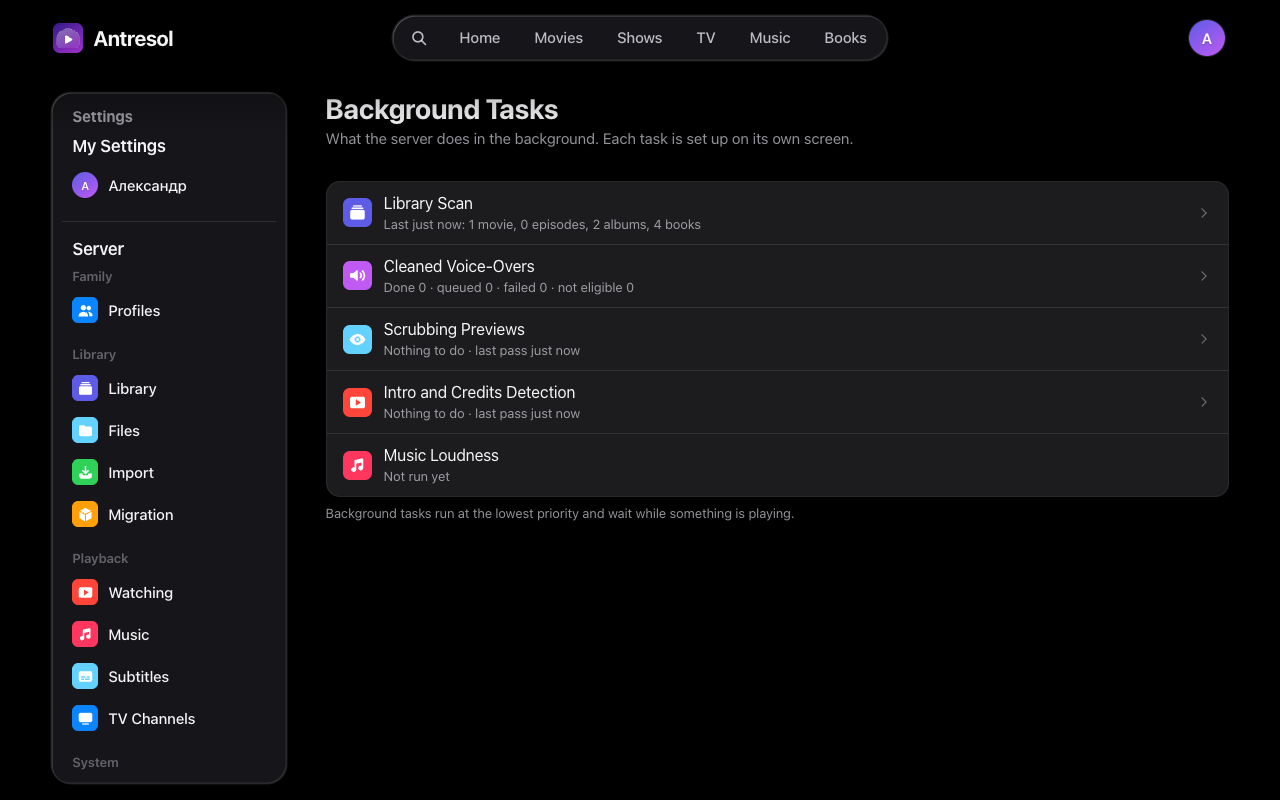 Antresol
Home
Movies
Shows
TV
Music
Books
A
Settings
My Settings
A
Александр
Server
Family
Profiles
Library
Library
Files
Import
Migration
Playback
Watching
Music
Subtitles
TV Channels
System
Background Tasks
What the server does in the background. Each task is set up on its own screen.
Library Scan
Last just now: 1 movie, 0 episodes, 2 albums, 4 books
Cleaned Voice-Overs
Done 0 · queued 0 · failed 0 · not eligible 0
Scrubbing Previews
Nothing to do · last pass just now
Intro and Credits Detection
Nothing to do · last pass just now
Music Loudness
Not run yet
Background tasks run at the lowest priority and wait while something is playing.